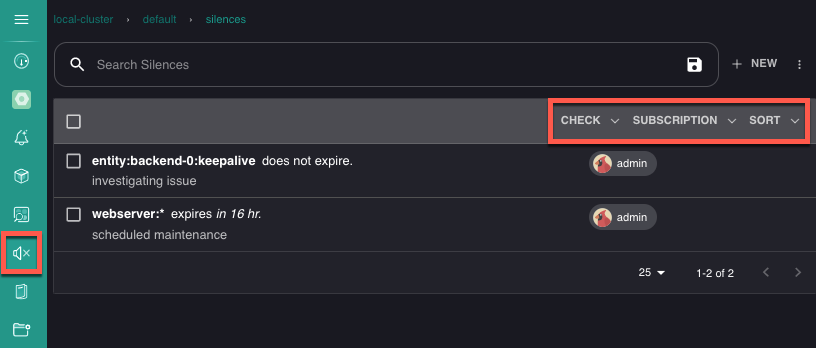 local-cluster › default › silences
Search Silences
NEW
CHECK SUBSCRIPTION SORT
entity:backend-0:keepalive does not expire.
admin
investigating issue
webserver:* expires in 16 hr.
admin
scheduled maintenance
25 1-2 of 2